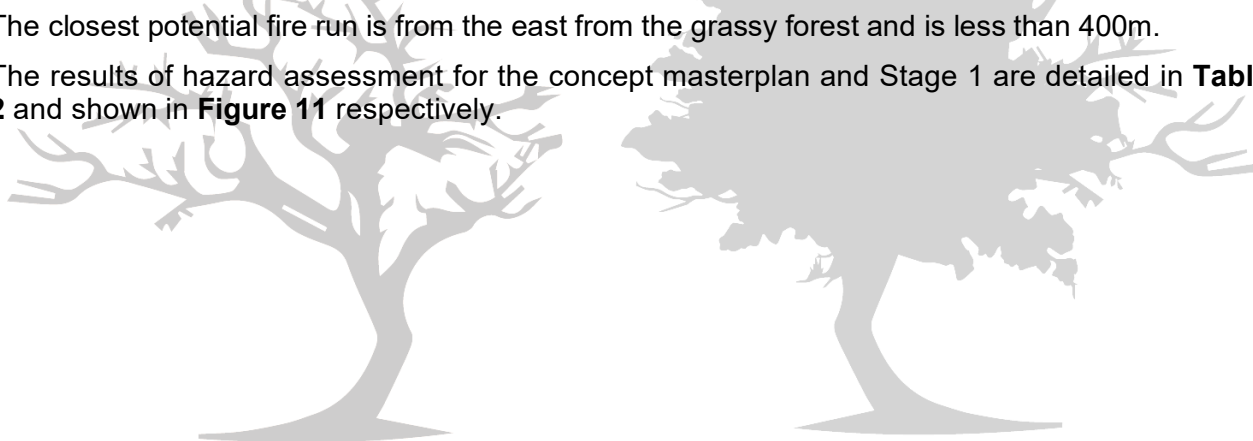 The closest potential fire run is from the east from the grassy forest and is less than 400m.
The results of hazard assessment for the concept masterplan and Stage 1 are detailed in Tabl
2 and shown in Figure 11 respectively.